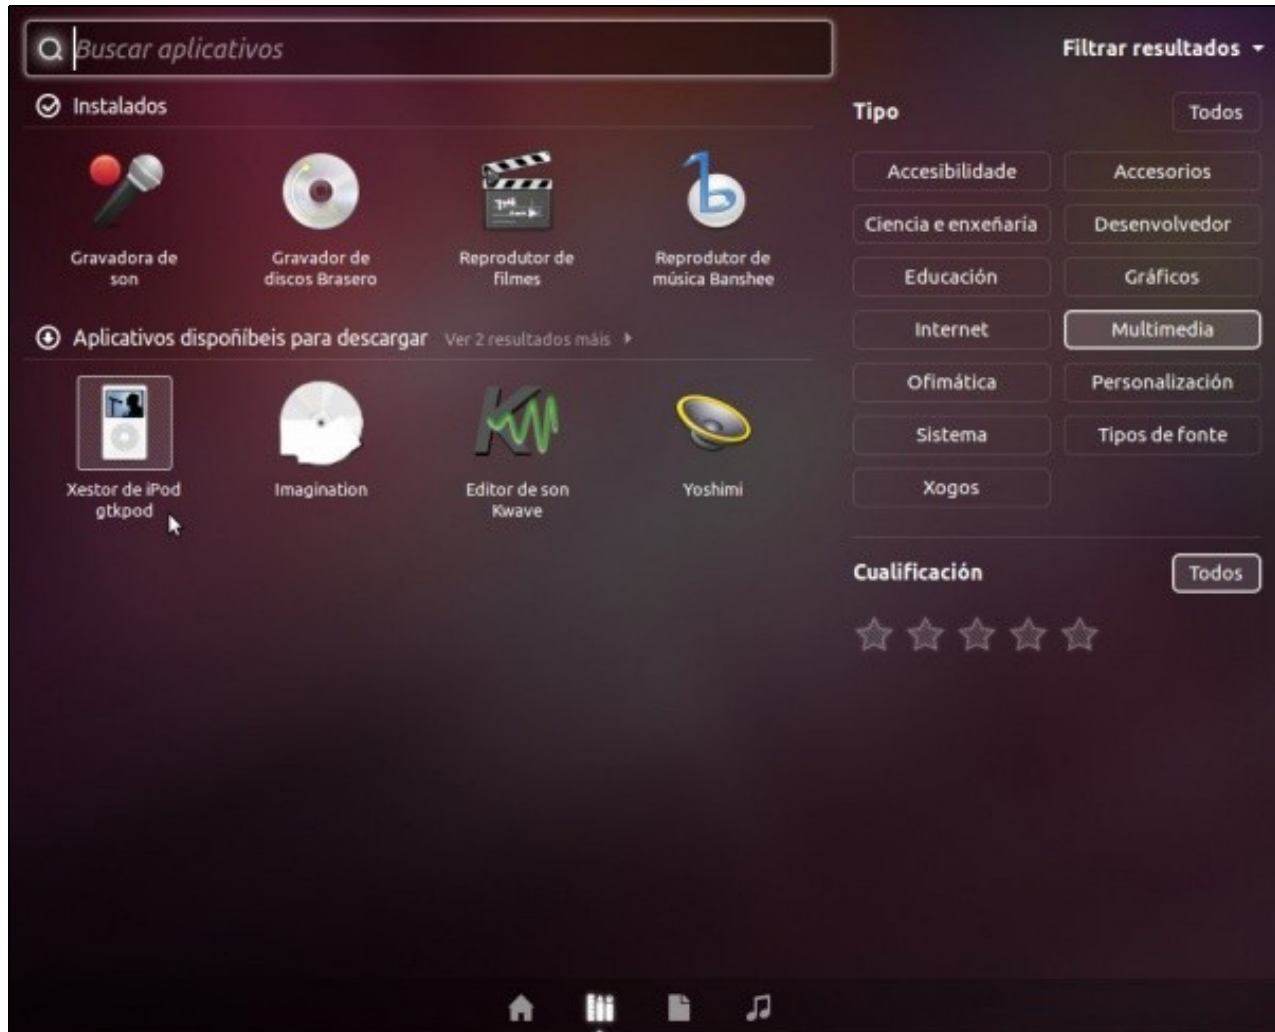 Buscar aplicativos
Filtrar resultados
Instalados
Gravadora de
son
Gravador de
discos Brasero
Reprodutor de
filmes
Reprodutor de
música Banshee
Aplicativos dispoñíbeis para descargar Ver 2 resultados máis
Xestor de iPod
gtkpod
Imagination
Editor de son
Kwave
Yoshimi
Tipo Todos
Accesibilidade Accesorios
Ciencia e enxeñaría Desenvolvedor
Educación Gráficos
Internet Multimedia
Ofimática Personalización
Sistema Tipos de fonte
Xogos
Cualificación Todos